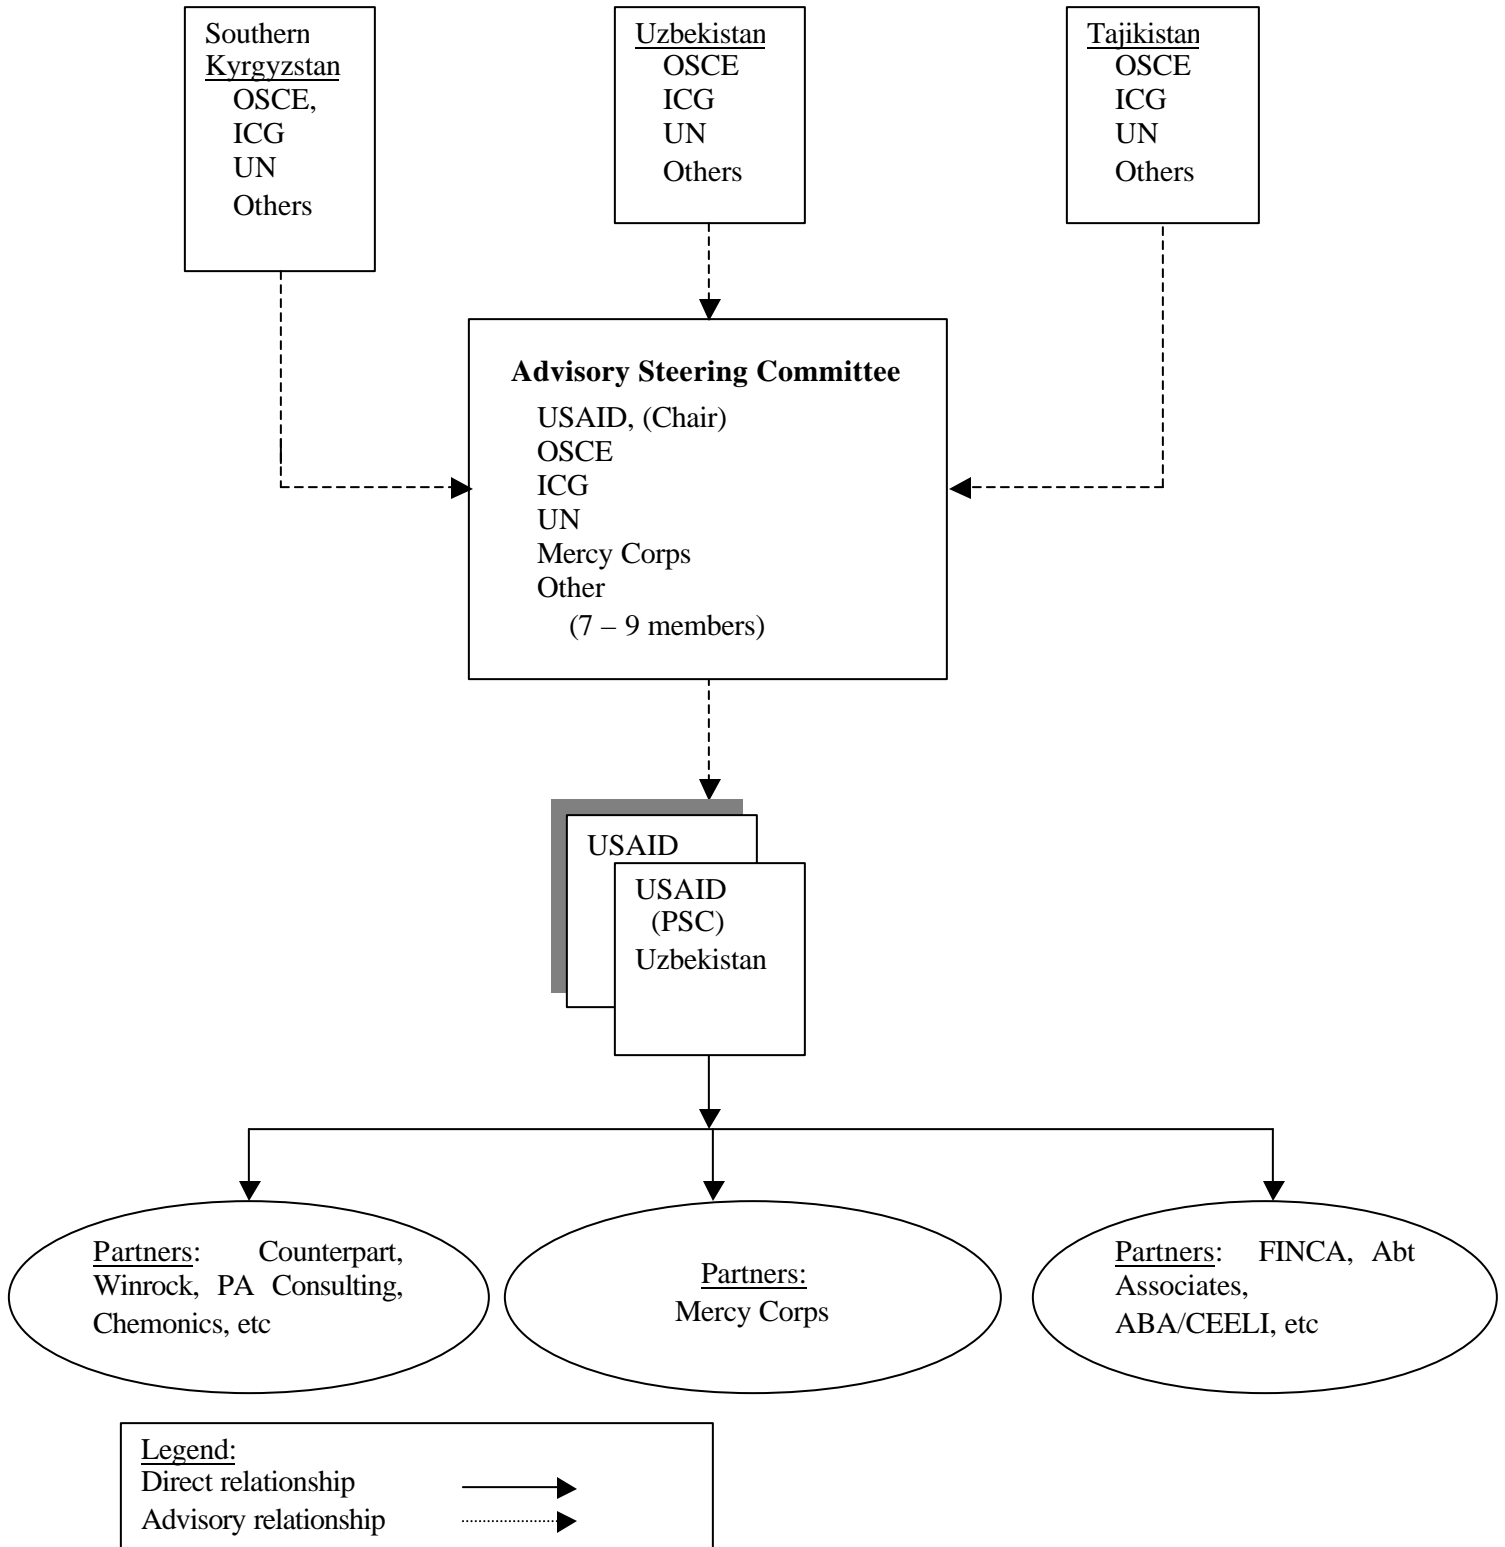 Southern
Kyrgyzstan
OSCE,
ICG
UN
Others
Uzbekistan
OSCE
ICG
UN
Others
Tajikistan
OSCE
ICG
UN
Others
Advisory Steering Committee
USAID, (Chair)
OSCE
ICG
UN
Mercy Corps
Other
(7 – 9 members)
USAID
USAID
(PSC)
Uzbekistan
Partners: Counterpart,
Winrock, PA Consulting,
Chemonics, etc
Partners:
Mercy Corps
Partners: FINCA, Abt
Associates,
ABA/CEELI, etc
Legend:
Direct relationship
Advisory relationship